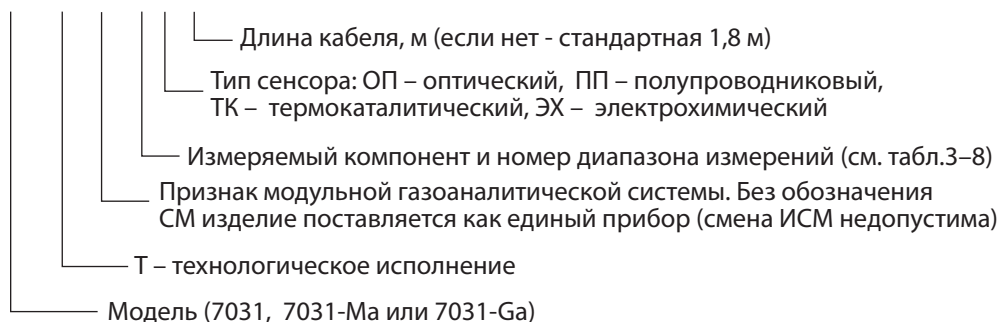 Длина кабеля, м (если нет - стандартная 1,8 м)
Тип сенсора: ОП – оптический, ПП – полупроводниковый,
ТК – термокаталитический, ЭХ – электрохимический
Измеряемый компонент и номер диапазона измерений (см. табл.3–8)
Признак модульной газоаналитической системы. Без обозначения
СМ изделие поставляется как единый прибор (смена ИСМ недопустима)
Т – технологическое исполнение
Модель (7031, 7031-Ma или 7031-Ga)